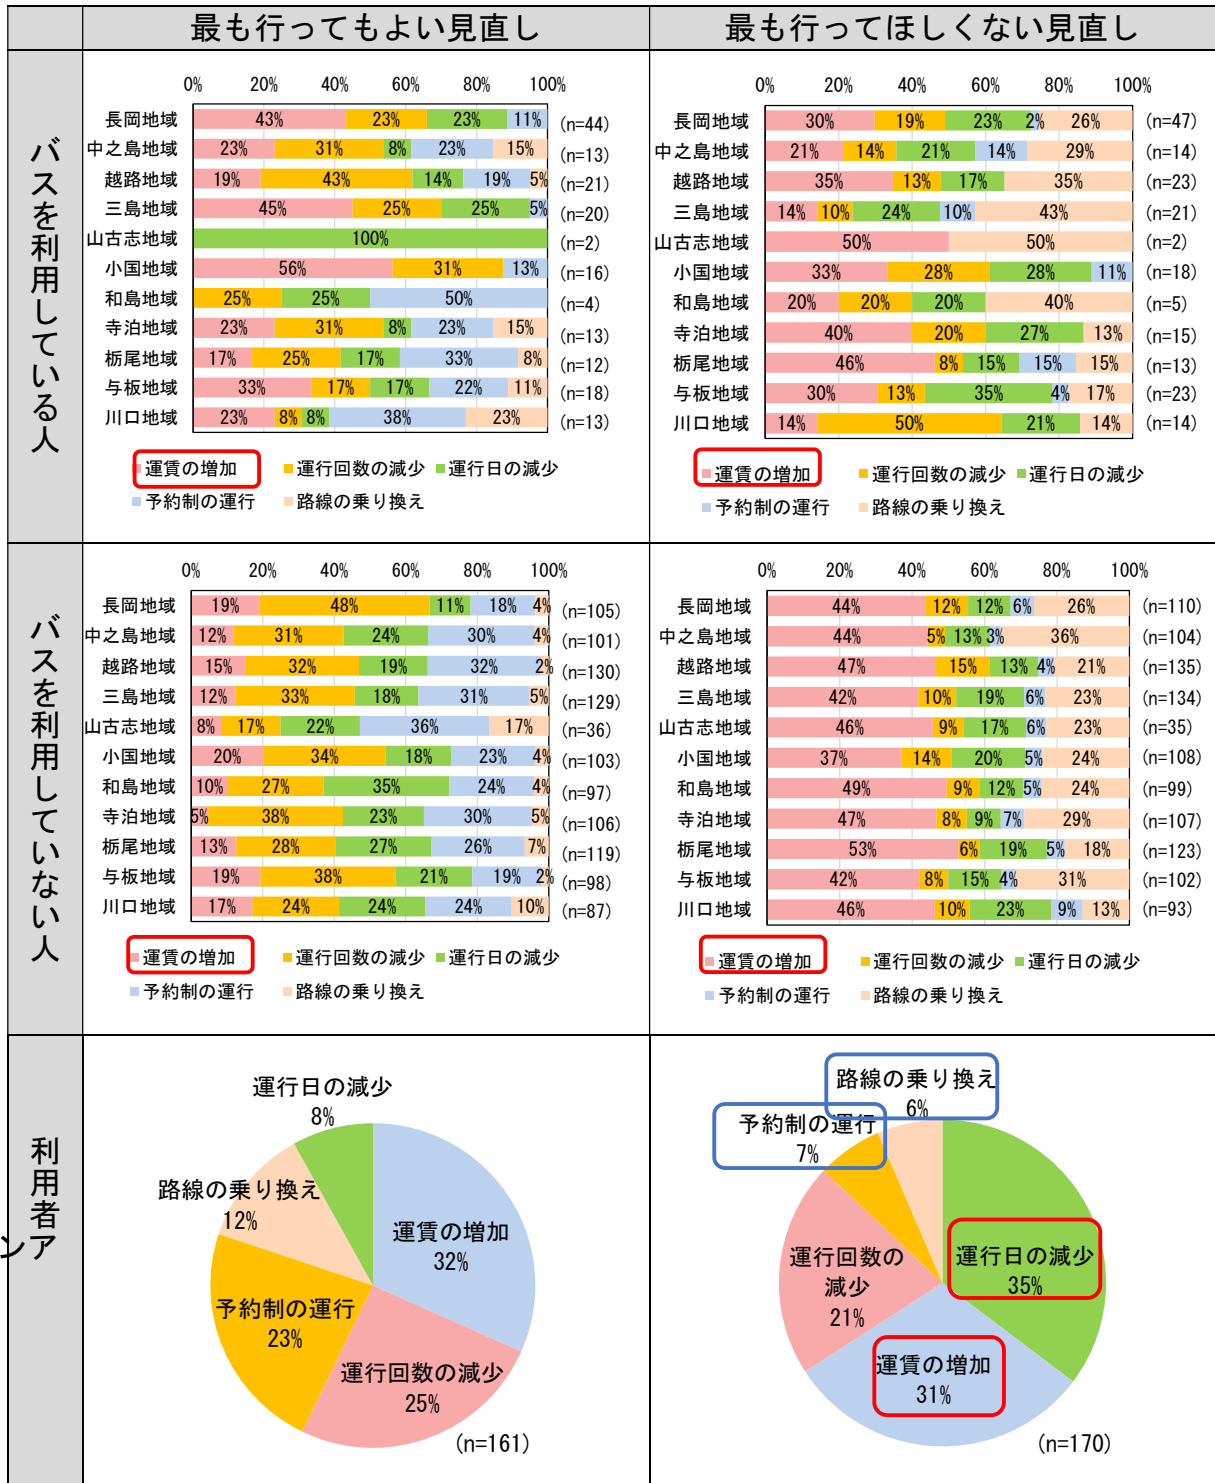 最も行ってもよい見直し
最も行ってほしくない見直し
バスを利用している人
0% 20% 40% 60% 80% 100%
長岡地域 43% 23% 23% 11% (n=44)
中之島地域 23% 31% 8% 23% 15% (n=13)
越路地域 19% 43% 14% 19% 5% (n=21)
三島地域 45% 25% 25% 5% (n=20)
山古志地域 100% (n=2)
小国地域 56% 31% 13% (n=16)
和島地域 25% 25% 50% (n=4)
寺泊地域 23% 31% 8% 23% 15% (n=13)
栃尾地域 17% 25% 17% 33% 8% (n=12)
与板地域 33% 17% 17% 22% 11% (n=18)
川口地域 23% 8% 8% 38% 23% (n=13)
運賃の増加 運行回数の減少 運行日の減少
予約制の運行 路線の乗り換え
0% 20% 40% 60% 80% 100%
長岡地域 30% 19% 23% 2% 26% (n=47)
中之島地域 21% 14% 21% 14% 29% (n=14)
越路地域 35% 13% 17% 35% (n=23)
三島地域 14% 10% 24% 10% 43% (n=21)
山古志地域 50% 50% (n=2)
小国地域 33% 28% 28% 11% (n=18)
和島地域 20% 20% 20% 40% (n=5)
寺泊地域 40% 20% 27% 13% (n=15)
栃尾地域 46% 8% 15% 15% 15% (n=13)
与板地域 30% 13% 35% 4% 17% (n=23)
川口地域 14% 50% 21% 14% (n=14)
運賃の増加 運行回数の減少 運行日の減少
予約制の運行 路線の乗り換え
バスを利用していない人
0% 20% 40% 60% 80% 100%
長岡地域 19% 48% 11% 18% 4% (n=105)
中之島地域 12% 31% 24% 30% 4% (n=101)
越路地域 15% 32% 19% 32% 2% (n=130)
三島地域 12% 33% 18% 31% 5% (n=129)
山古志地域 8% 17% 22% 36% 17% (n=36)
小国地域 20% 34% 18% 23% 4% (n=103)
和島地域 10% 27% 35% 24% 4% (n=97)
寺泊地域 5% 38% 23% 30% 5% (n=106)
栃尾地域 13% 28% 27% 26% 7% (n=119)
与板地域 19% 38% 21% 19% 2% (n=98)
川口地域 17% 24% 24% 24% 10% (n=87)
運賃の増加 運行回数の減少 運行日の減少
予約制の運行 路線の乗り換え
0% 20% 40% 60% 80% 100%
長岡地域 44% 12% 12% 6% 26% (n=110)
中之島地域 44% 5% 13% 3% 36% (n=104)
越路地域 47% 15% 13% 4% 21% (n=135)
三島地域 42% 10% 19% 6% 23% (n=134)
山古志地域 46% 9% 17% 6% 23% (n=35)
小国地域 37% 14% 20% 5% 24% (n=108)
和島地域 49% 9% 12% 5% 24% (n=99)
寺泊地域 47% 8% 9% 7% 29% (n=107)
栃尾地域 53% 6% 19% 5% 18% (n=123)
与板地域 42% 8% 15% 4% 31% (n=102)
川口地域 46% 10% 23% 9% 13% (n=93)
運賃の増加 運行回数の減少 運行日の減少
予約制の運行 路線の乗り換え
利用者ア
ン
運行日の減少
8%
路線の乗り換え
12%
運賃の増加
32%
予約制の運行
23%
運行回数の減少
25%
(n=161)
路線の乗り換え
6%
予約制の運行
7%
運行回数の
減少
21%
運行日の減少
35%
運賃の増加
31%
(n=170)